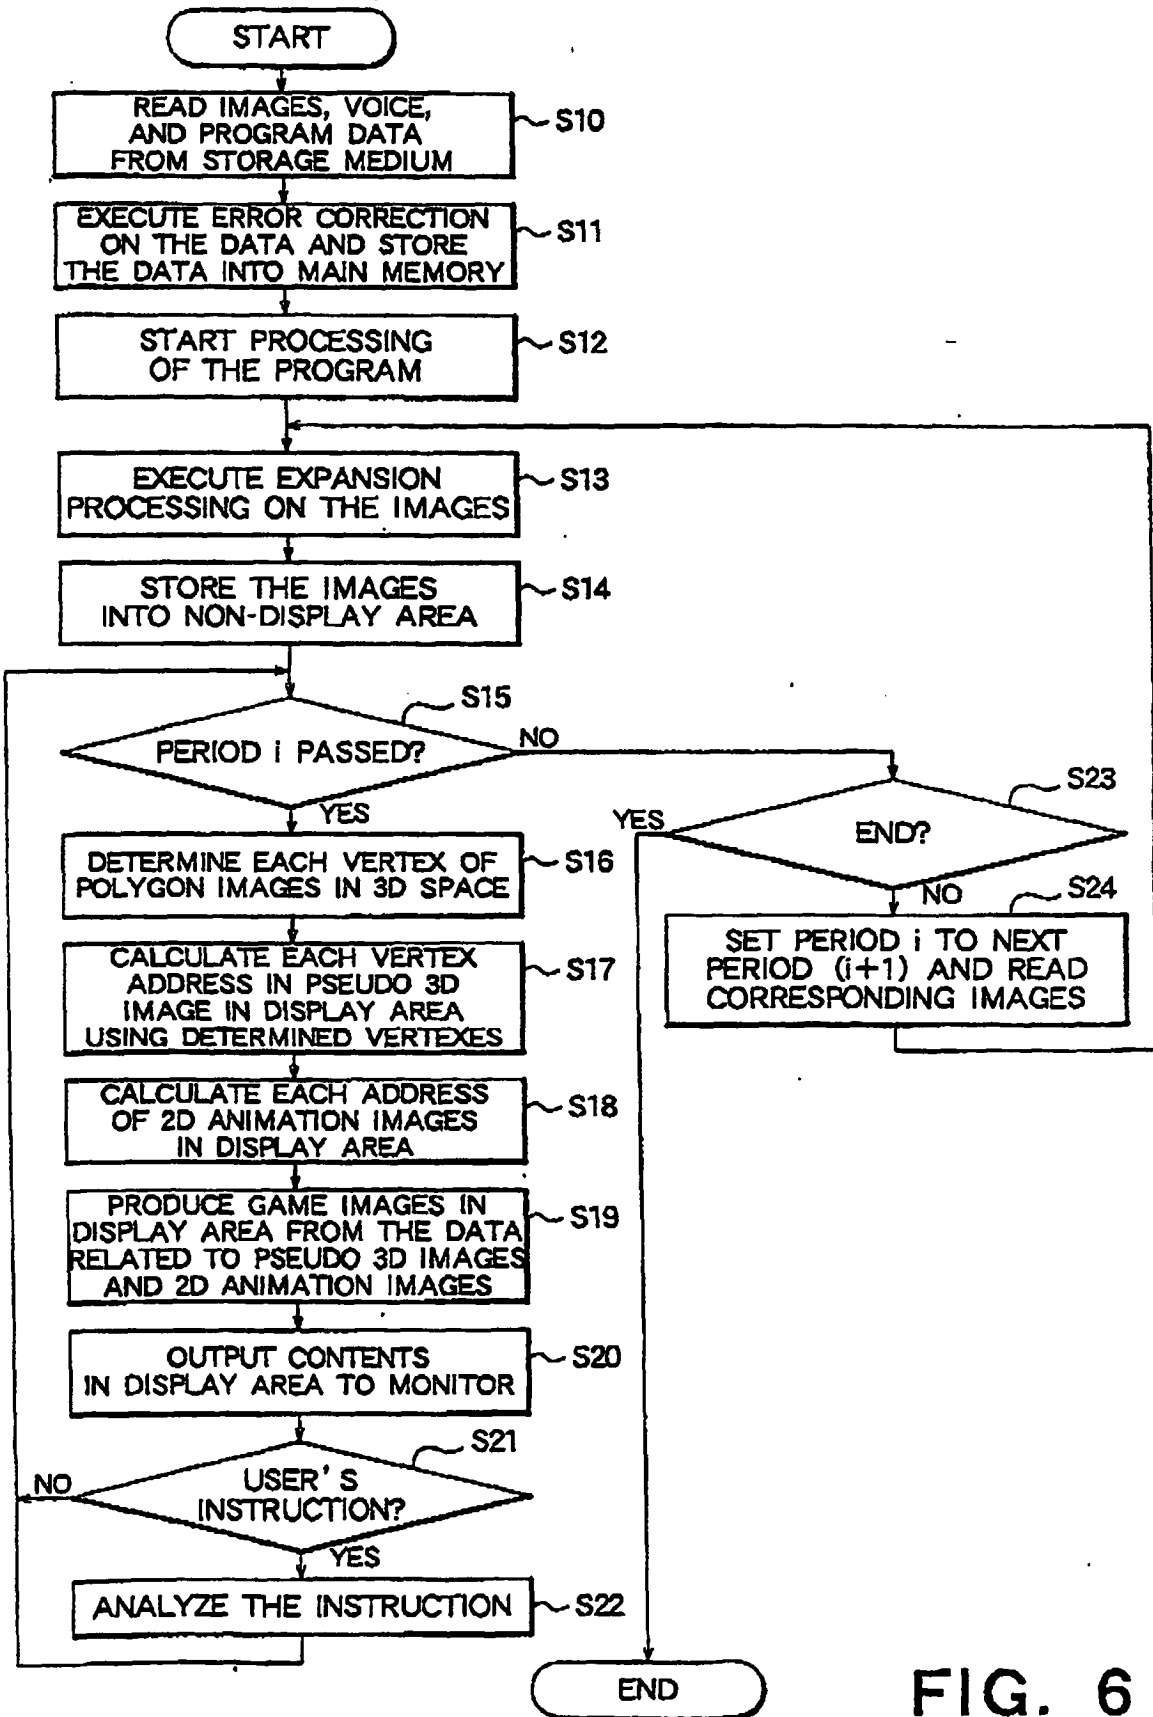 START
READ IMAGES, VOICE,
AND PROGRAM DATA
FROM STORAGE MEDIUM
S10
EXECUTE ERROR CORRECTION
ON THE DATA AND STORE
THE DATA INTO MAIN MEMORY
S11
START PROCESSING
OF THE PROGRAM
S12
EXECUTE EXPANSION
PROCESSING ON THE IMAGES
S13
STORE THE IMAGES
INTO NON-DISPLAY AREA
S14
S15
PERIOD i PASSED?
NO
YES
S23
END?
YES
NO
DETERMINE EACH VERTEX OF
POLYGON IMAGES IN 3D SPACE
S16
S24
SET PERIOD i TO NEXT
PERIOD (i+1) AND READ
CORRESPONDING IMAGES
CALCULATE EACH VERTEX
ADDRESS IN PSEUDO 3D
IMAGE IN DISPLAY AREA
USING DETERMINED VERTEXES
S17
CALCULATE EACH ADDRESS
OF 2D ANIMATION IMAGES
IN DISPLAY AREA
S18
PRODUCE GAME IMAGES IN
DISPLAY AREA FROM THE DATA
RELATED TO PSEUDO 3D IMAGES
AND 2D ANIMATION IMAGES
S19
OUTPUT CONTENTS
IN DISPLAY AREA TO MONITOR
S20
S21
USER'S
INSTRUCTION?
NO
YES
ANALYZE THE INSTRUCTION
S22
END
FIG. 6